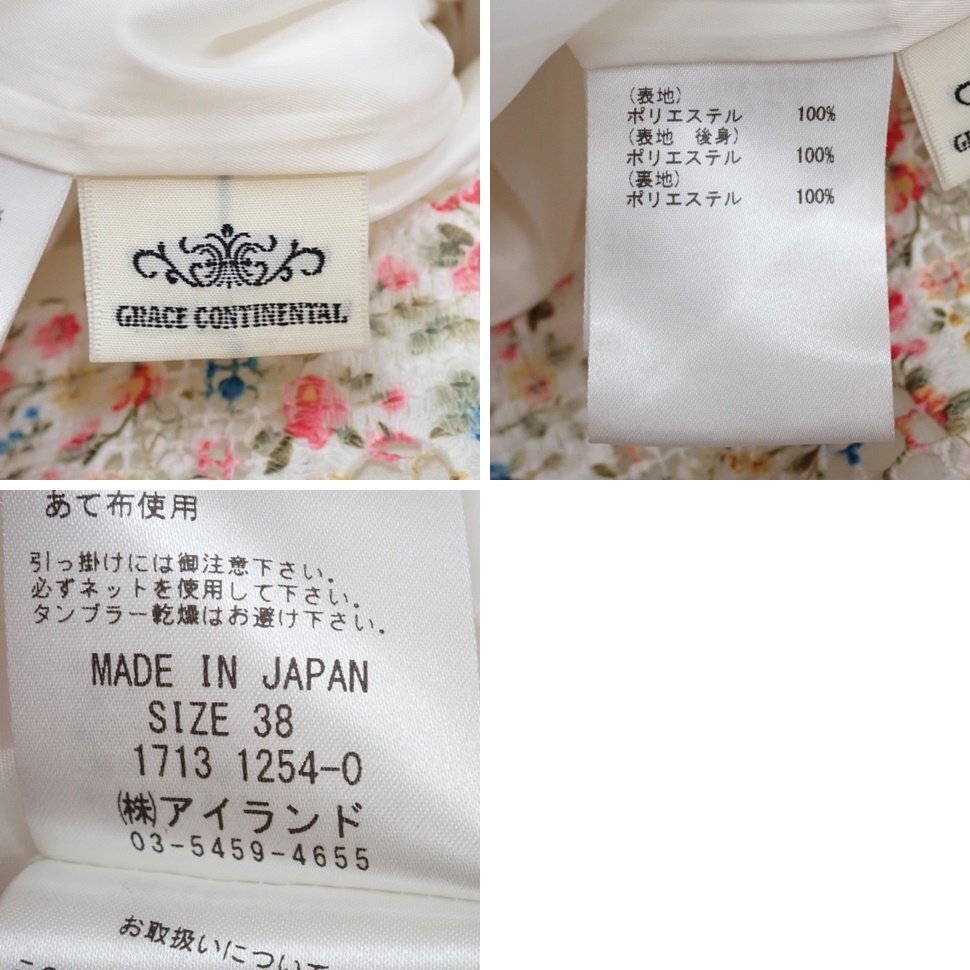 GRACE CONTINENTAL
(表地)
ポリエステル 100%
(表地 後身)
ポリエステル 100%
(裏地)
ポリエステル 100%
あて布使用
引っ掛けには御注意下さい。
必ずネットを使用して下さい。
タンブラー乾燥はお避け下さい。
MADE IN JAPAN
SIZE 38
1713 1254-0
㈱アイランド
03-5459-4655
お取扱いについて